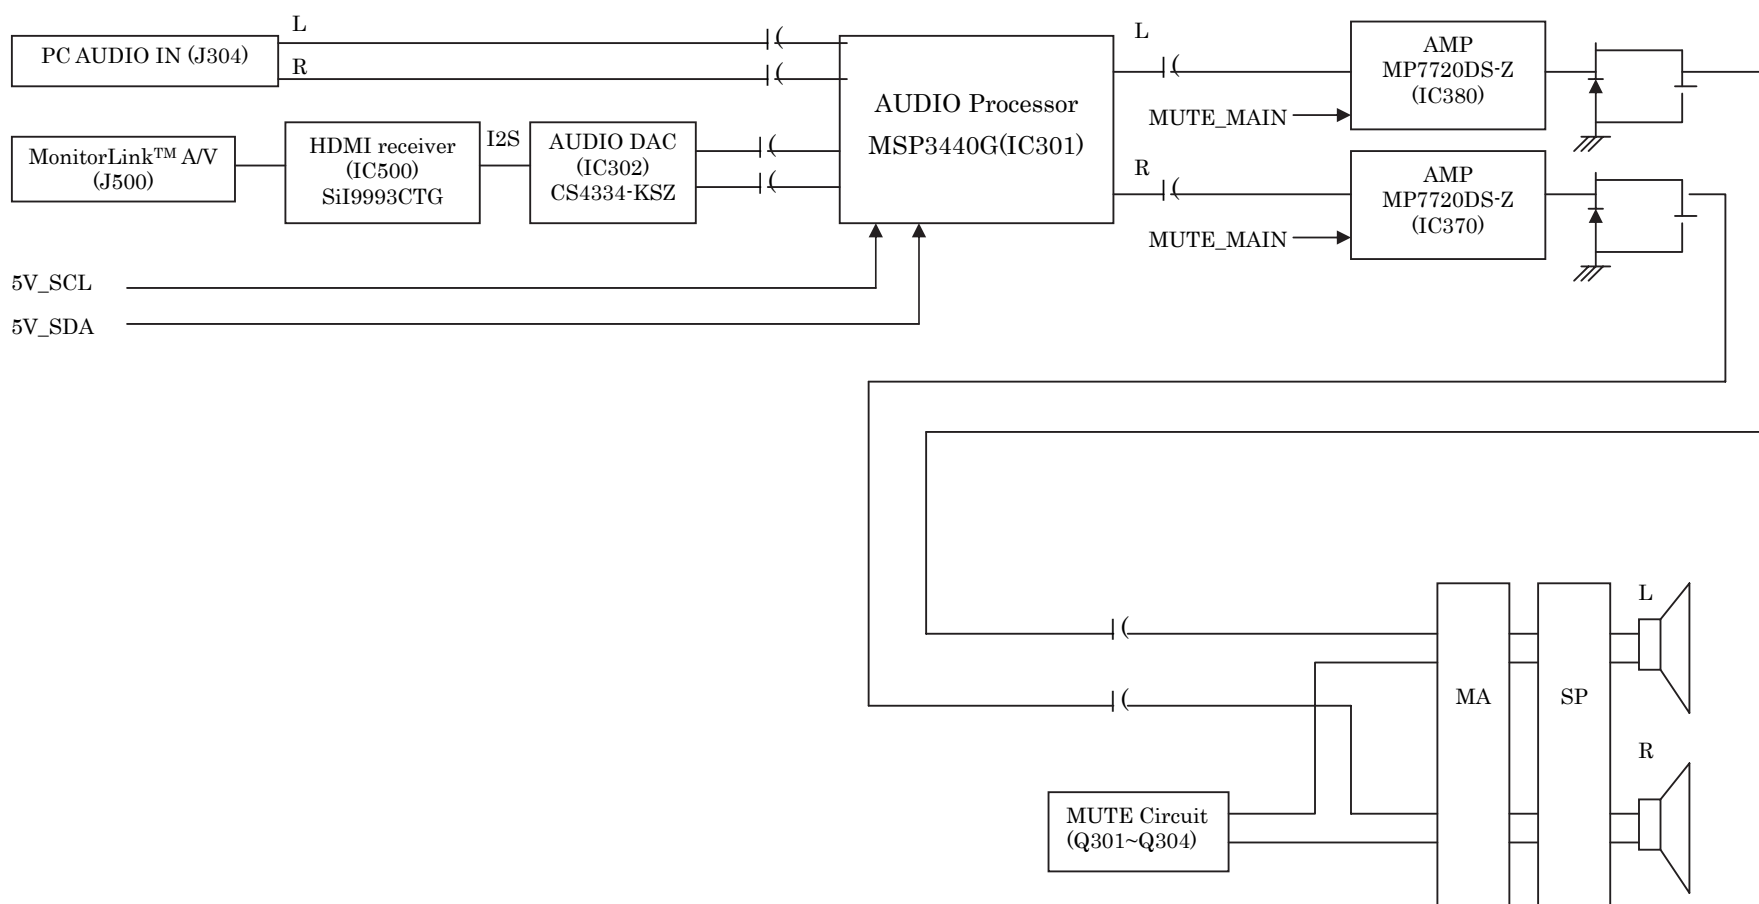 L
PC AUDIO IN (J304)
R
MonitorLink™ A/V
(J500)
HDMI receiver
(IC500)
SiI9993CTG
I2S
AUDIO DAC
(IC302)
CS4334-KSZ
AUDIO Processor
MSP3440G(IC301)
5V_SCL
5V_SDA
L
AMP
MP7720DS-Z
(IC380)
MUTE_MAIN
R
AMP
MP7720DS-Z
(IC370)
MUTE_MAIN
MUTE Circuit
(Q301~Q304)
MA
SP
L
R